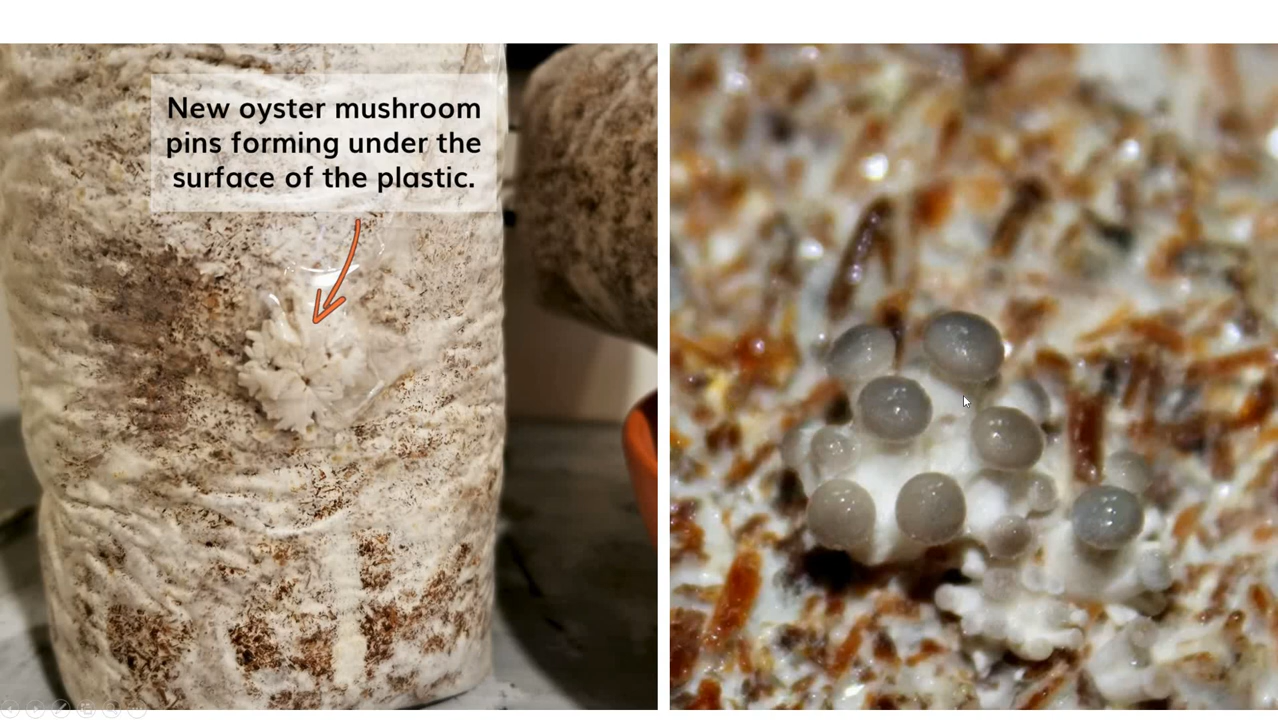 New oyster mushroom
pins forming under the
surface of the plastic.